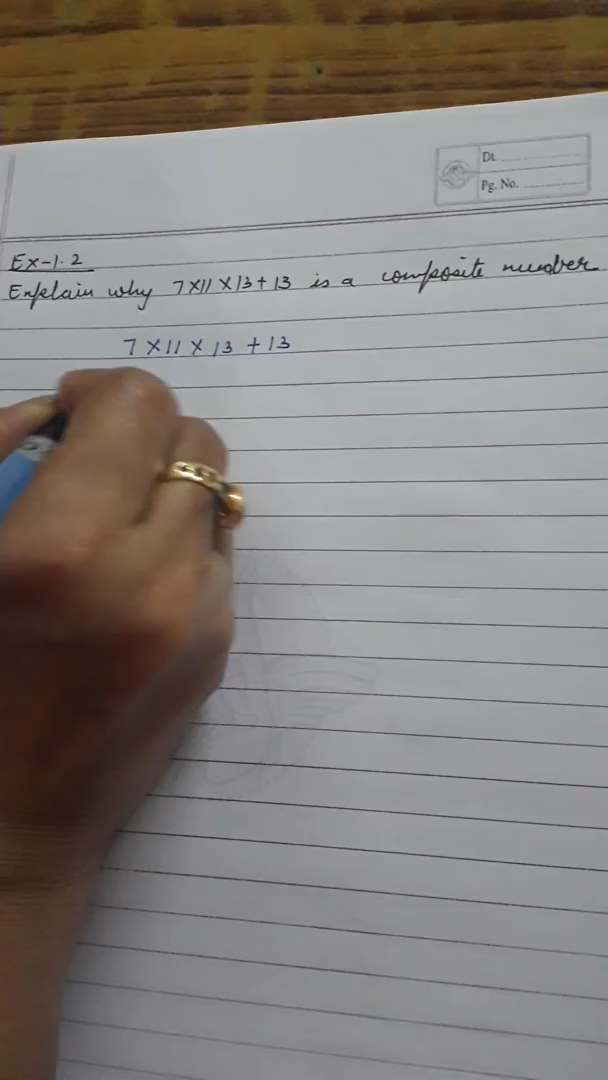 Dt. ....................
Pg. No. ....................
Ex-1.2
Explain why 7×11×13+13 is a composite number
7×11×13+13